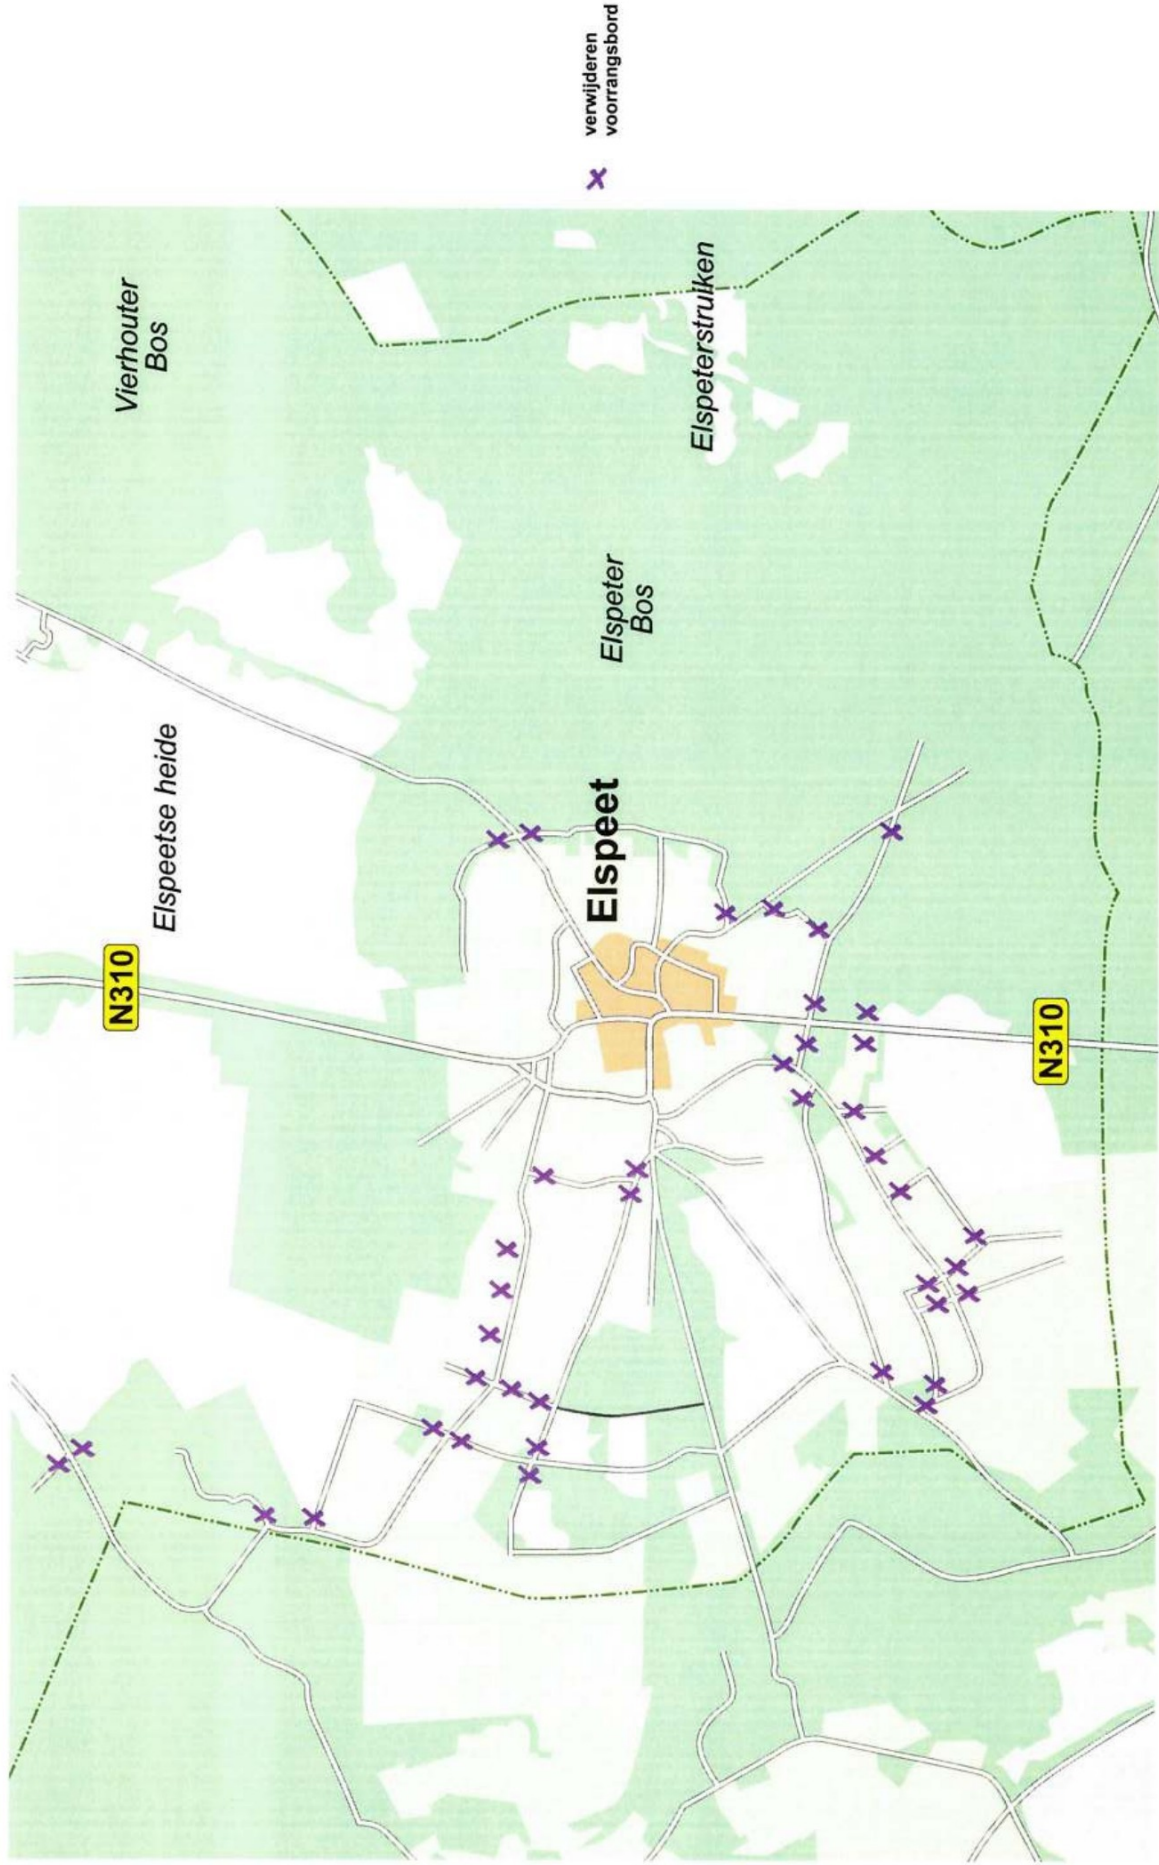 N310
Elspeetse heide
Vierhouter
Bos
Elspeet
Elspeter
Bos
Elspeterstruiken
N310
verwijderen
voorrangsbord